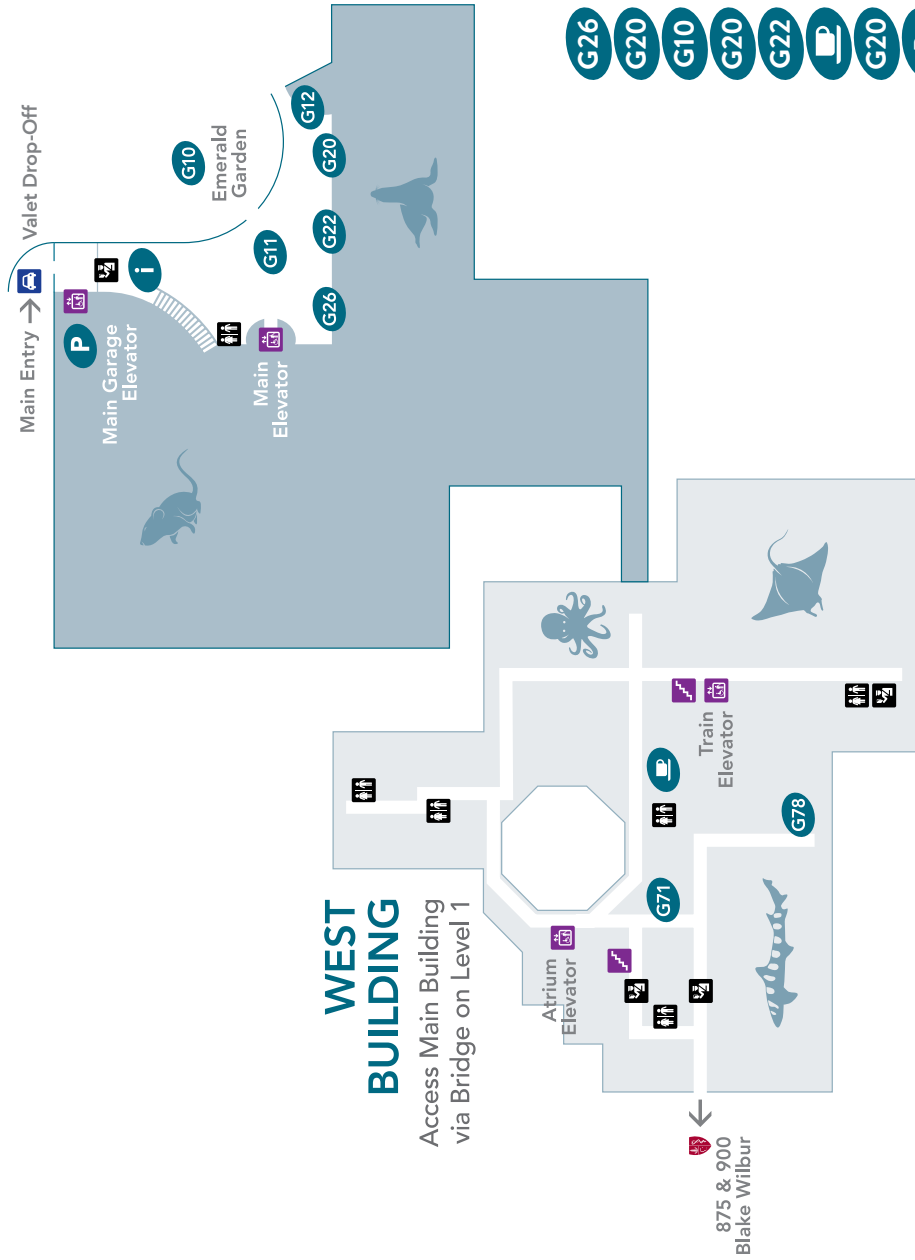 Main Entry
Valet Drop-Off
P
Main Garage
Elevator
i
G10
Emerald
Garden
G11
Main
Elevator
G12
G20
G22
G26
WEST
BUILDING
Access Main Building
via Bridge on Level 1
Atrium
Elevator
G71
Train
Elevator
G78
875 & 900
Blake Wilbur
G26
G20
G10
G20
G22
G20